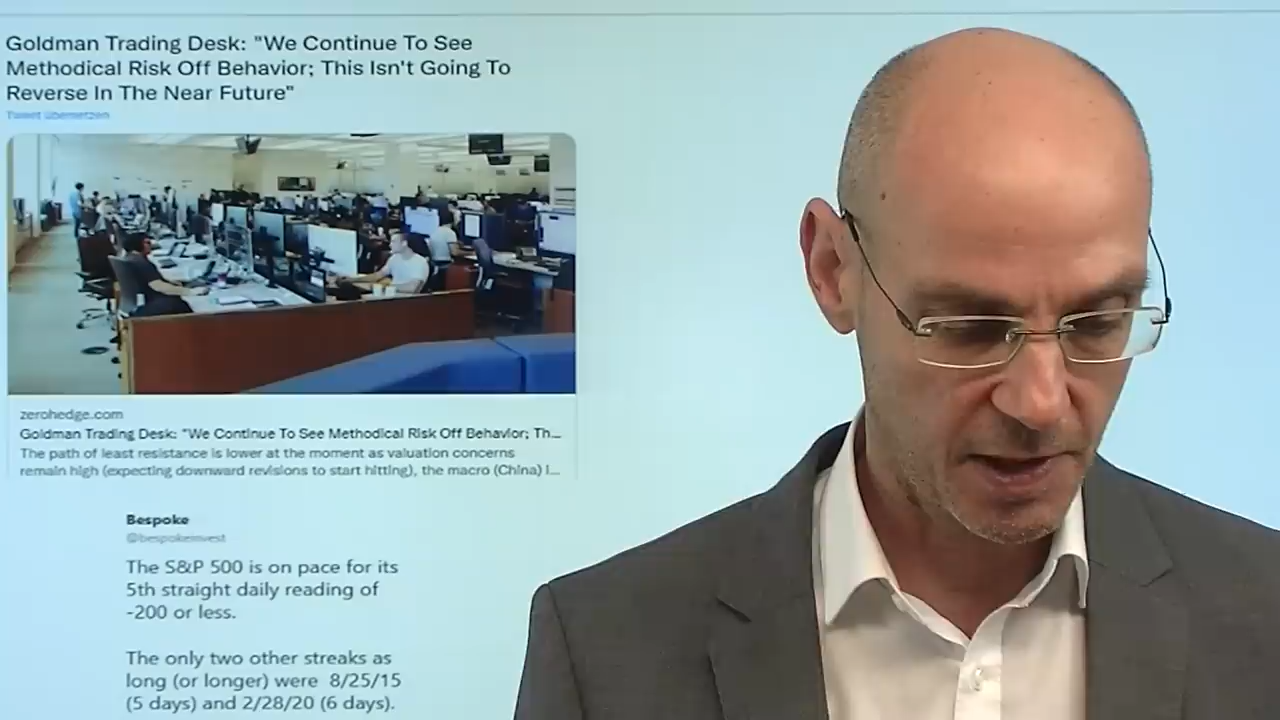 Goldman Trading Desk: "We Continue To See
Methodical Risk Off Behavior; This Isn't Going To
Reverse In The Near Future"
Tweet übersetzen
zerohedge.com
Goldman Trading Desk: "We Continue To See Methodical Risk Off Behavior; Th...
The path of least resistance is lower at the moment as valuation concerns
remain high (expecting downward revisions to start hitting), the macro (China) i...
Bespoke
@bespokeinvest
The S&P 500 is on pace for its
5th straight daily reading of
-200 or less.
The only two other streaks as
long (or longer) were 8/25/15
(5 days) and 2/28/20 (6 days).